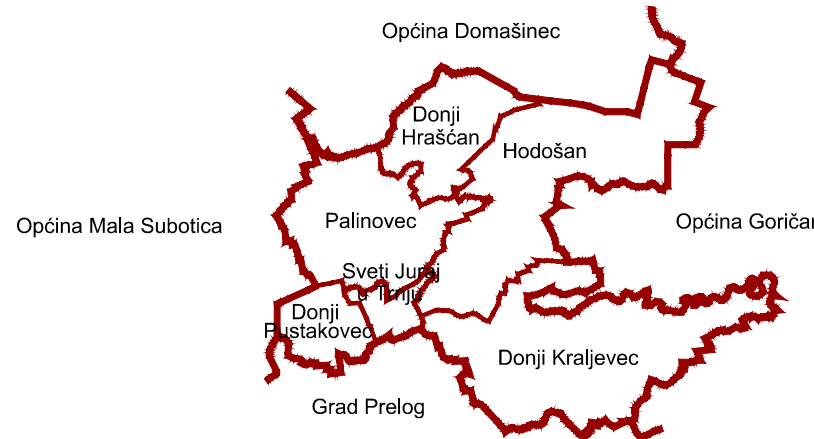 Općina Domašinec
Donji
Hrašćan
Hodošan
Općina Mala Subotica
Palinovec
Općina Goričan
Sveti Juraj
u Trnju
Donji
Pustakovec
Donji Kraljevec
Grad Prelog